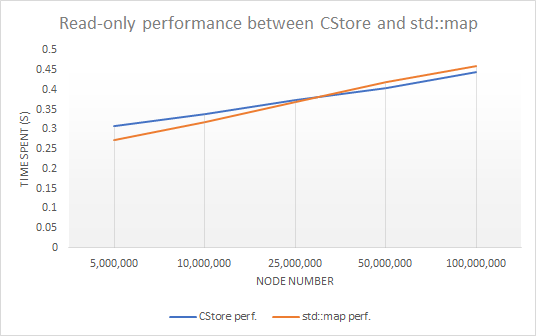 Read-only performance between CStore and std::map
0.5
0.45
0.4
0.35
0.3
0.25
0.2
0.15
0.1
0.05
0
TIME SPENT (S)
5,000,000 10,000,000 25,000,000 50,000,000 100,000,000
NODE NUMBER
CStore perf. std::map perf.